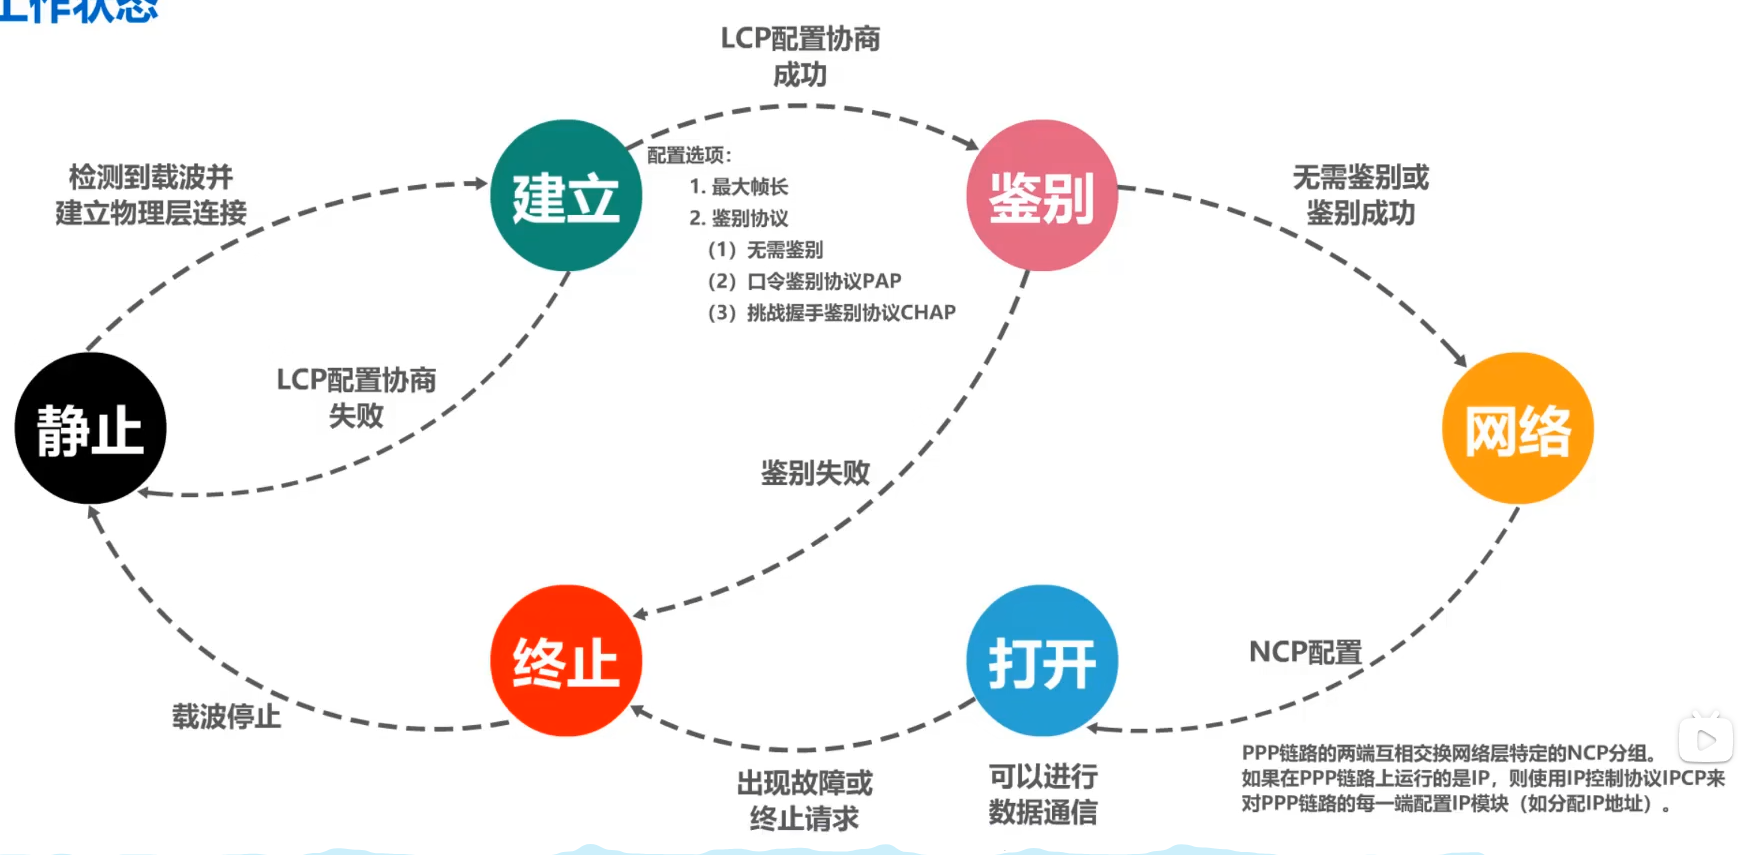 工作状态
LCP配置协商
成功
检测到载波并
建立物理层连接
建立
配置选项：
1. 最大帧长
2. 鉴别协议
（1）无需鉴别
（2）口令鉴别协议PAP
（3）挑战握手鉴别协议CHAP
鉴别
无需鉴别或
鉴别成功
静止
LCP配置协商
失败
网络
鉴别失败
终止
打开
NCP配置
载波停止
出现故障或
终止请求
可以进行
数据通信
PPP链路的两端互相交换网络层特定的NCP分组。
如果在PPP链路上运行的是IP，则使用IP控制协议IPCP来
对PPP链路的每一端配置IP模块（如分配IP地址）。